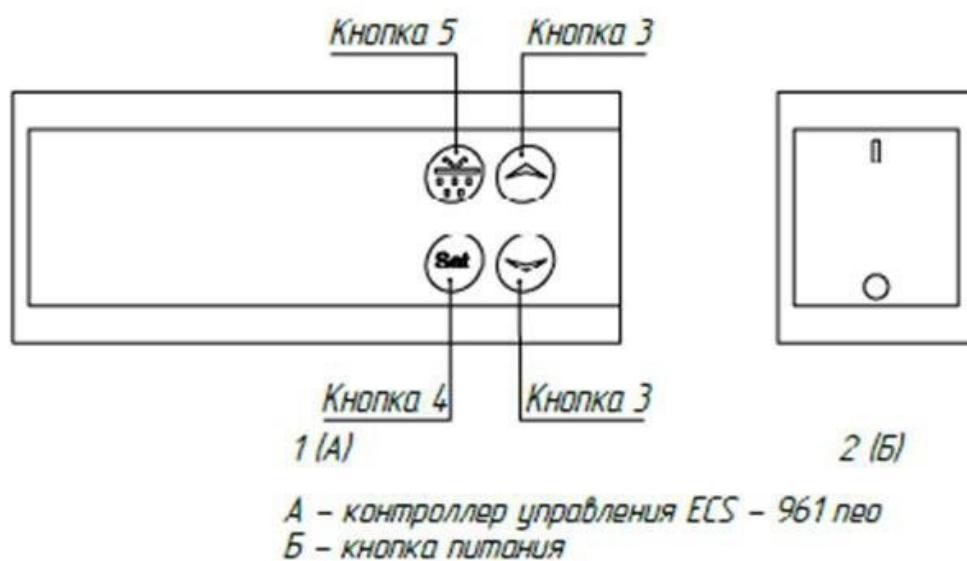 Кнопка 5 Кнопка 3
Set
Кнопка 4 Кнопка 3
1 (А) 2 (Б)
А – контроллер управления ECS – 961 neo
Б – кнопка питания